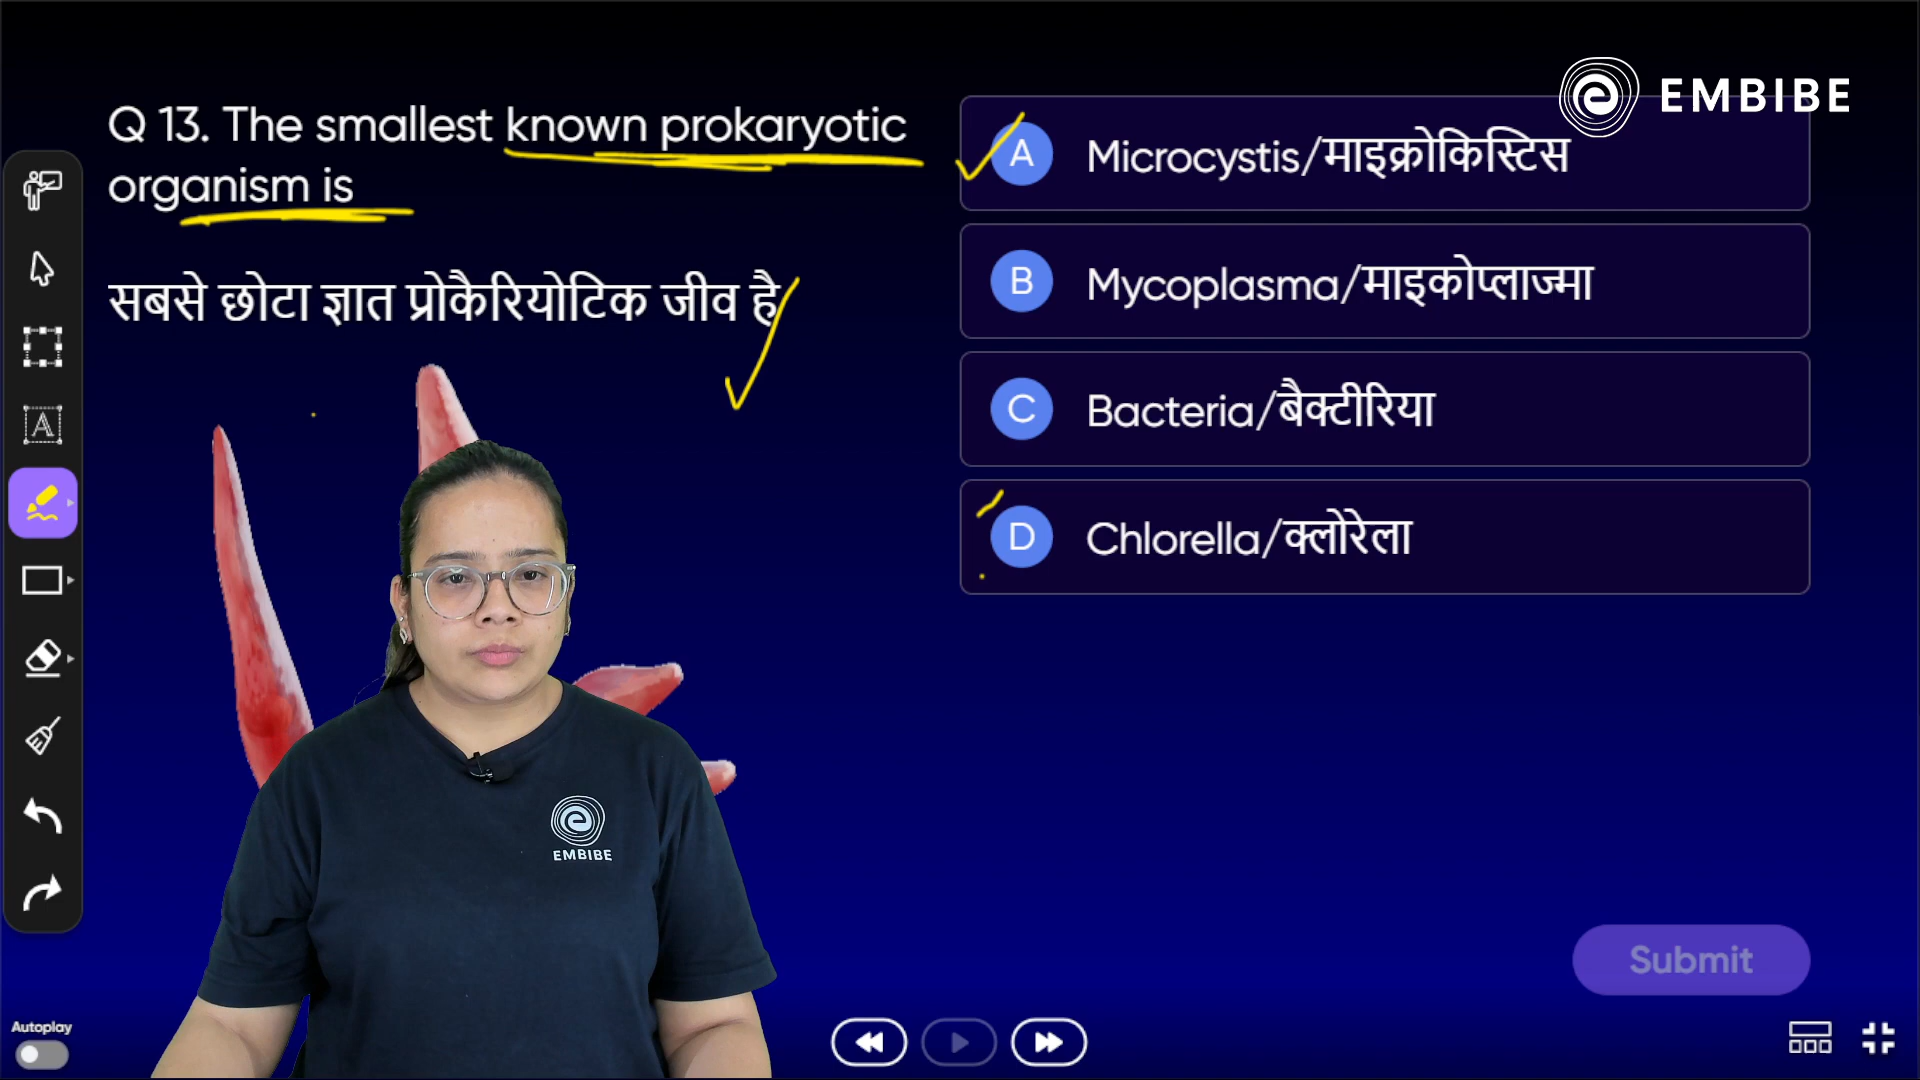 EMBIBE
Q 13. The smallest known prokaryotic
organism is
सबसे छोटा ज्ञात प्रोकैरियोटिक जीव है
A Microcystis/माइक्रोकिस्टिस
B Mycoplasma/माइकोप्लाज्मा
C Bacteria/बैक्टीरिया
D Chlorella/क्लोरेला
A
EMBIBE
Submit
Autoplay